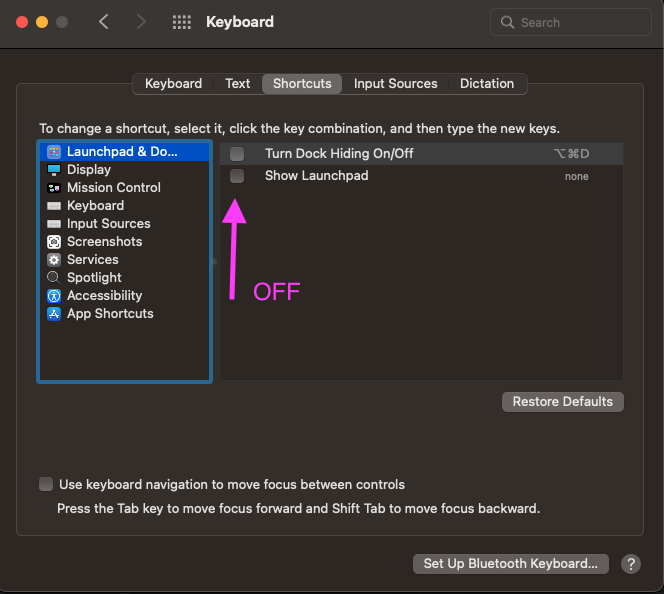 Keyboard
Search
Keyboard Text Shortcuts Input Sources Dictation
To change a shortcut, select it, click the key combination, and then type the new keys.
Launchpad & Do...
Display
Mission Control
Keyboard
Input Sources
Screenshots
Services
Spotlight
Accessibility
App Shortcuts
Turn Dock Hiding On/Off ⌥⌘D
Show Launchpad none
OFF
Restore Defaults
Use keyboard navigation to move focus between controls
Press the Tab key to move focus forward and Shift Tab to move focus backward.
Set Up Bluetooth Keyboard... ?